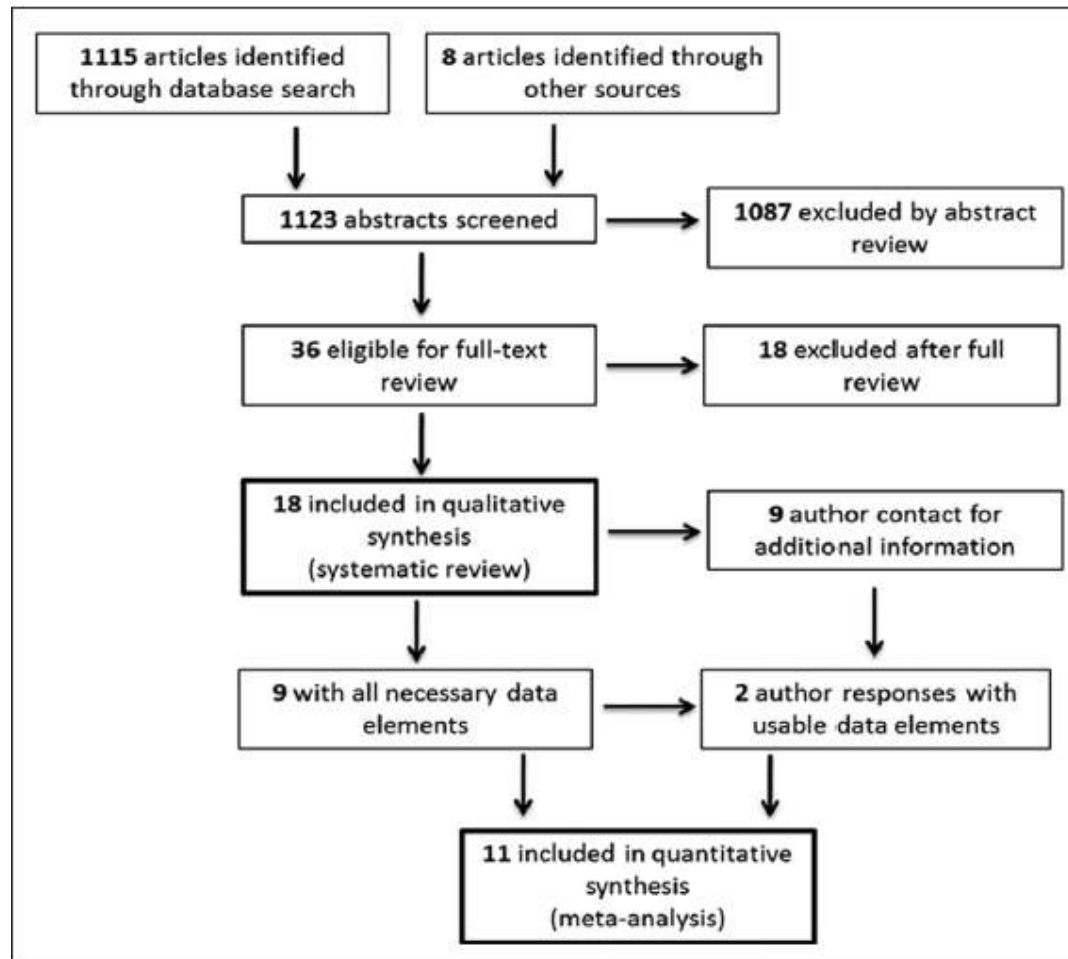 1115 articles identified
through database search
8 articles identified through
other sources
1123 abstracts screened
1087 excluded by abstract
review
36 eligible for full-text
review
18 excluded after full
review
18 included in qualitative
synthesis
(systematic review)
9 author contact for
additional information
9 with all necessary data
elements
2 author responses with
usable data elements
11 included in quantitative
synthesis
(meta-analysis)